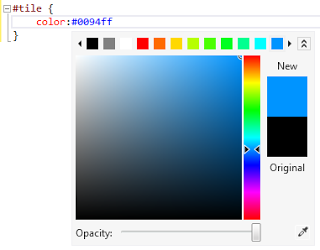 #tile {
color:#0094ff
}
New
Original
Opacity: